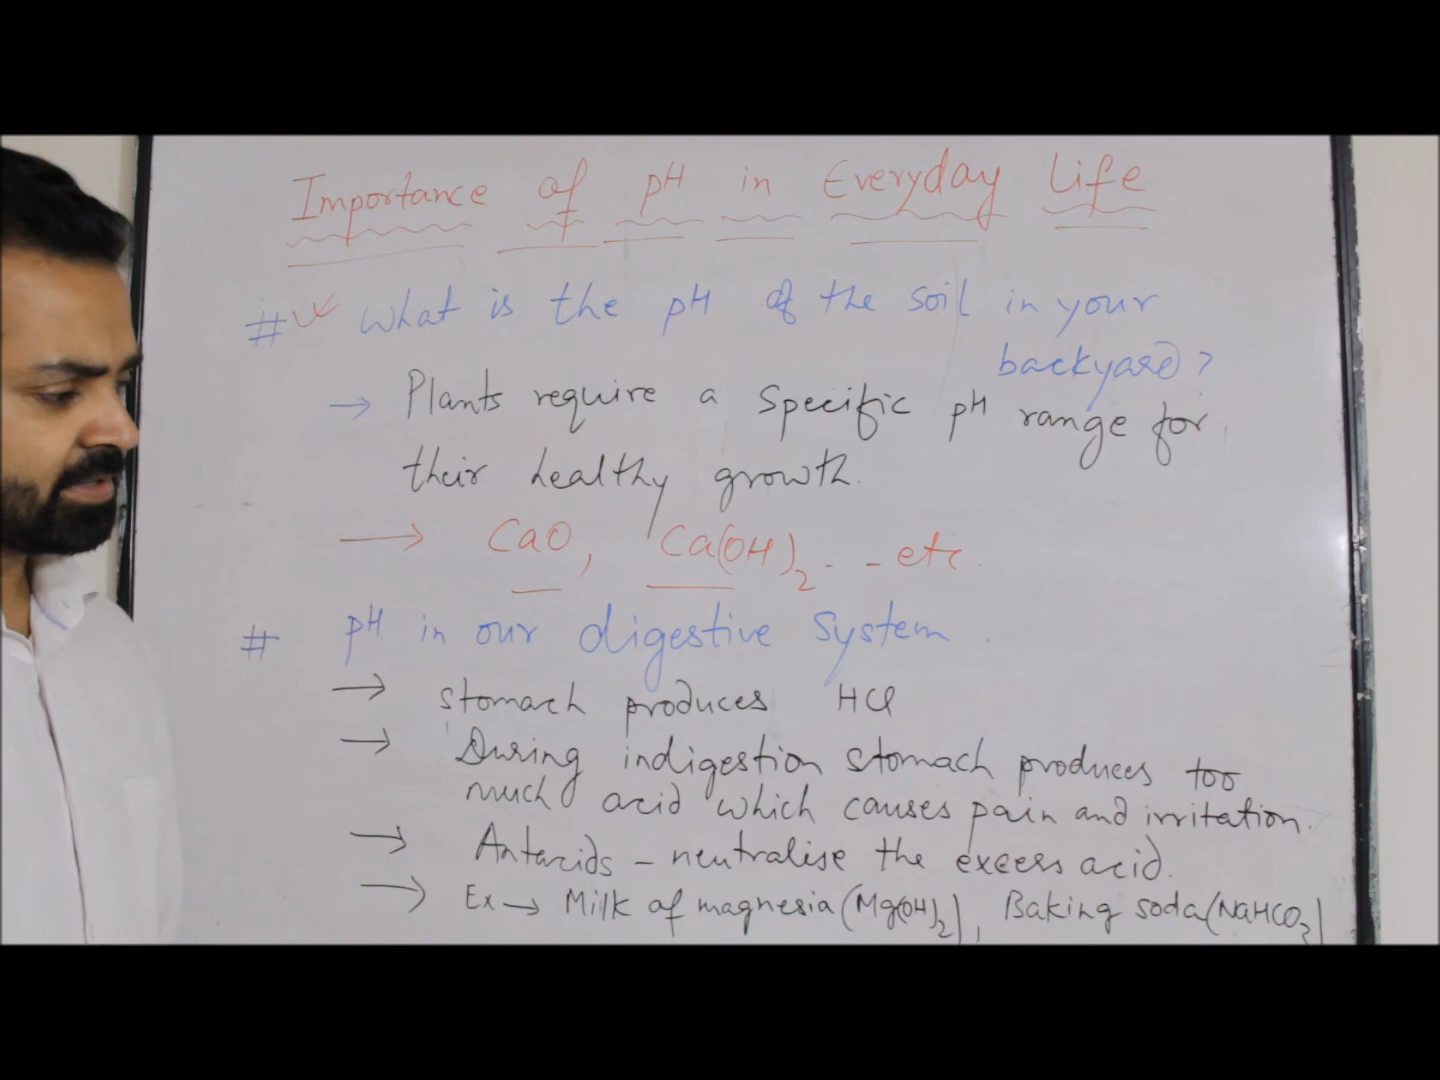 Importance of pH in Everyday Life
# What is the pH of the soil in your
backyard?
→ Plants require a specific pH range for
their healthy growth.
→ CaO, Ca(OH)2 - - etc
# pH in our digestive system.
→ stomach produces HCl
→ During indigestion stomach produces too
much acid which causes pain and irritation.
→ Antacids - neutralise the excess acid.
→ Ex → Milk of magnesia (Mg(OH)2), Baking soda (NaHCO3)